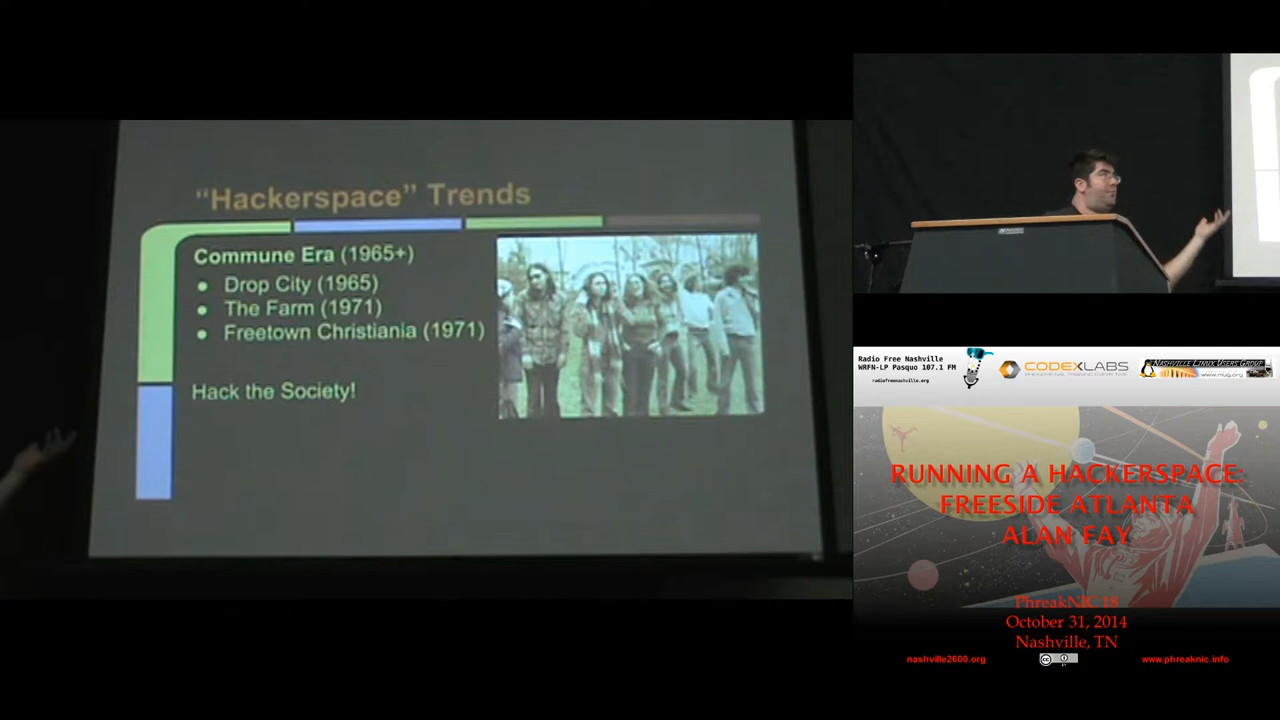 “Hackerspace” Trends
Commune Era (1965+)
● Drop City (1965)
● The Farm (1971)
● Freetown Christiania (1971)
Hack the Society!
Radio Free Nashville
WRFN-LP Pasquo 107.1 FM
radiofreenashville.org
CODEXLABS
NASHVILLE LINUX USERS GROUP
www.nlug.org
RUNNING A HACKERSPACE:
FREESIDE ATLANTA
ALAN FAY
PhreakNIC 18
October 31, 2014
Nashville, TN
nashville2600.org
cc
www.phreaknic.info